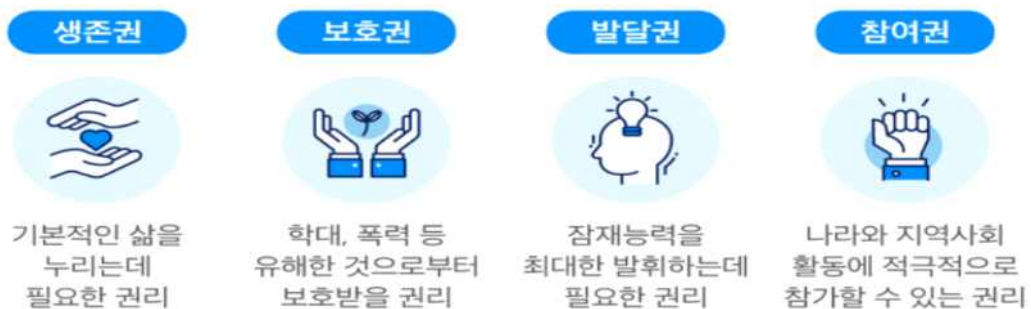 생존권
기본적인 삶을
누리는데
필요한 권리
보호권
학대, 폭력 등
유해한 것으로부터
보호받을 권리
발달권
잠재능력을
최대한 발휘하는데
필요한 권리
참여권
나라와 지역사회
활동에 적극적으로
참가할 수 있는 권리